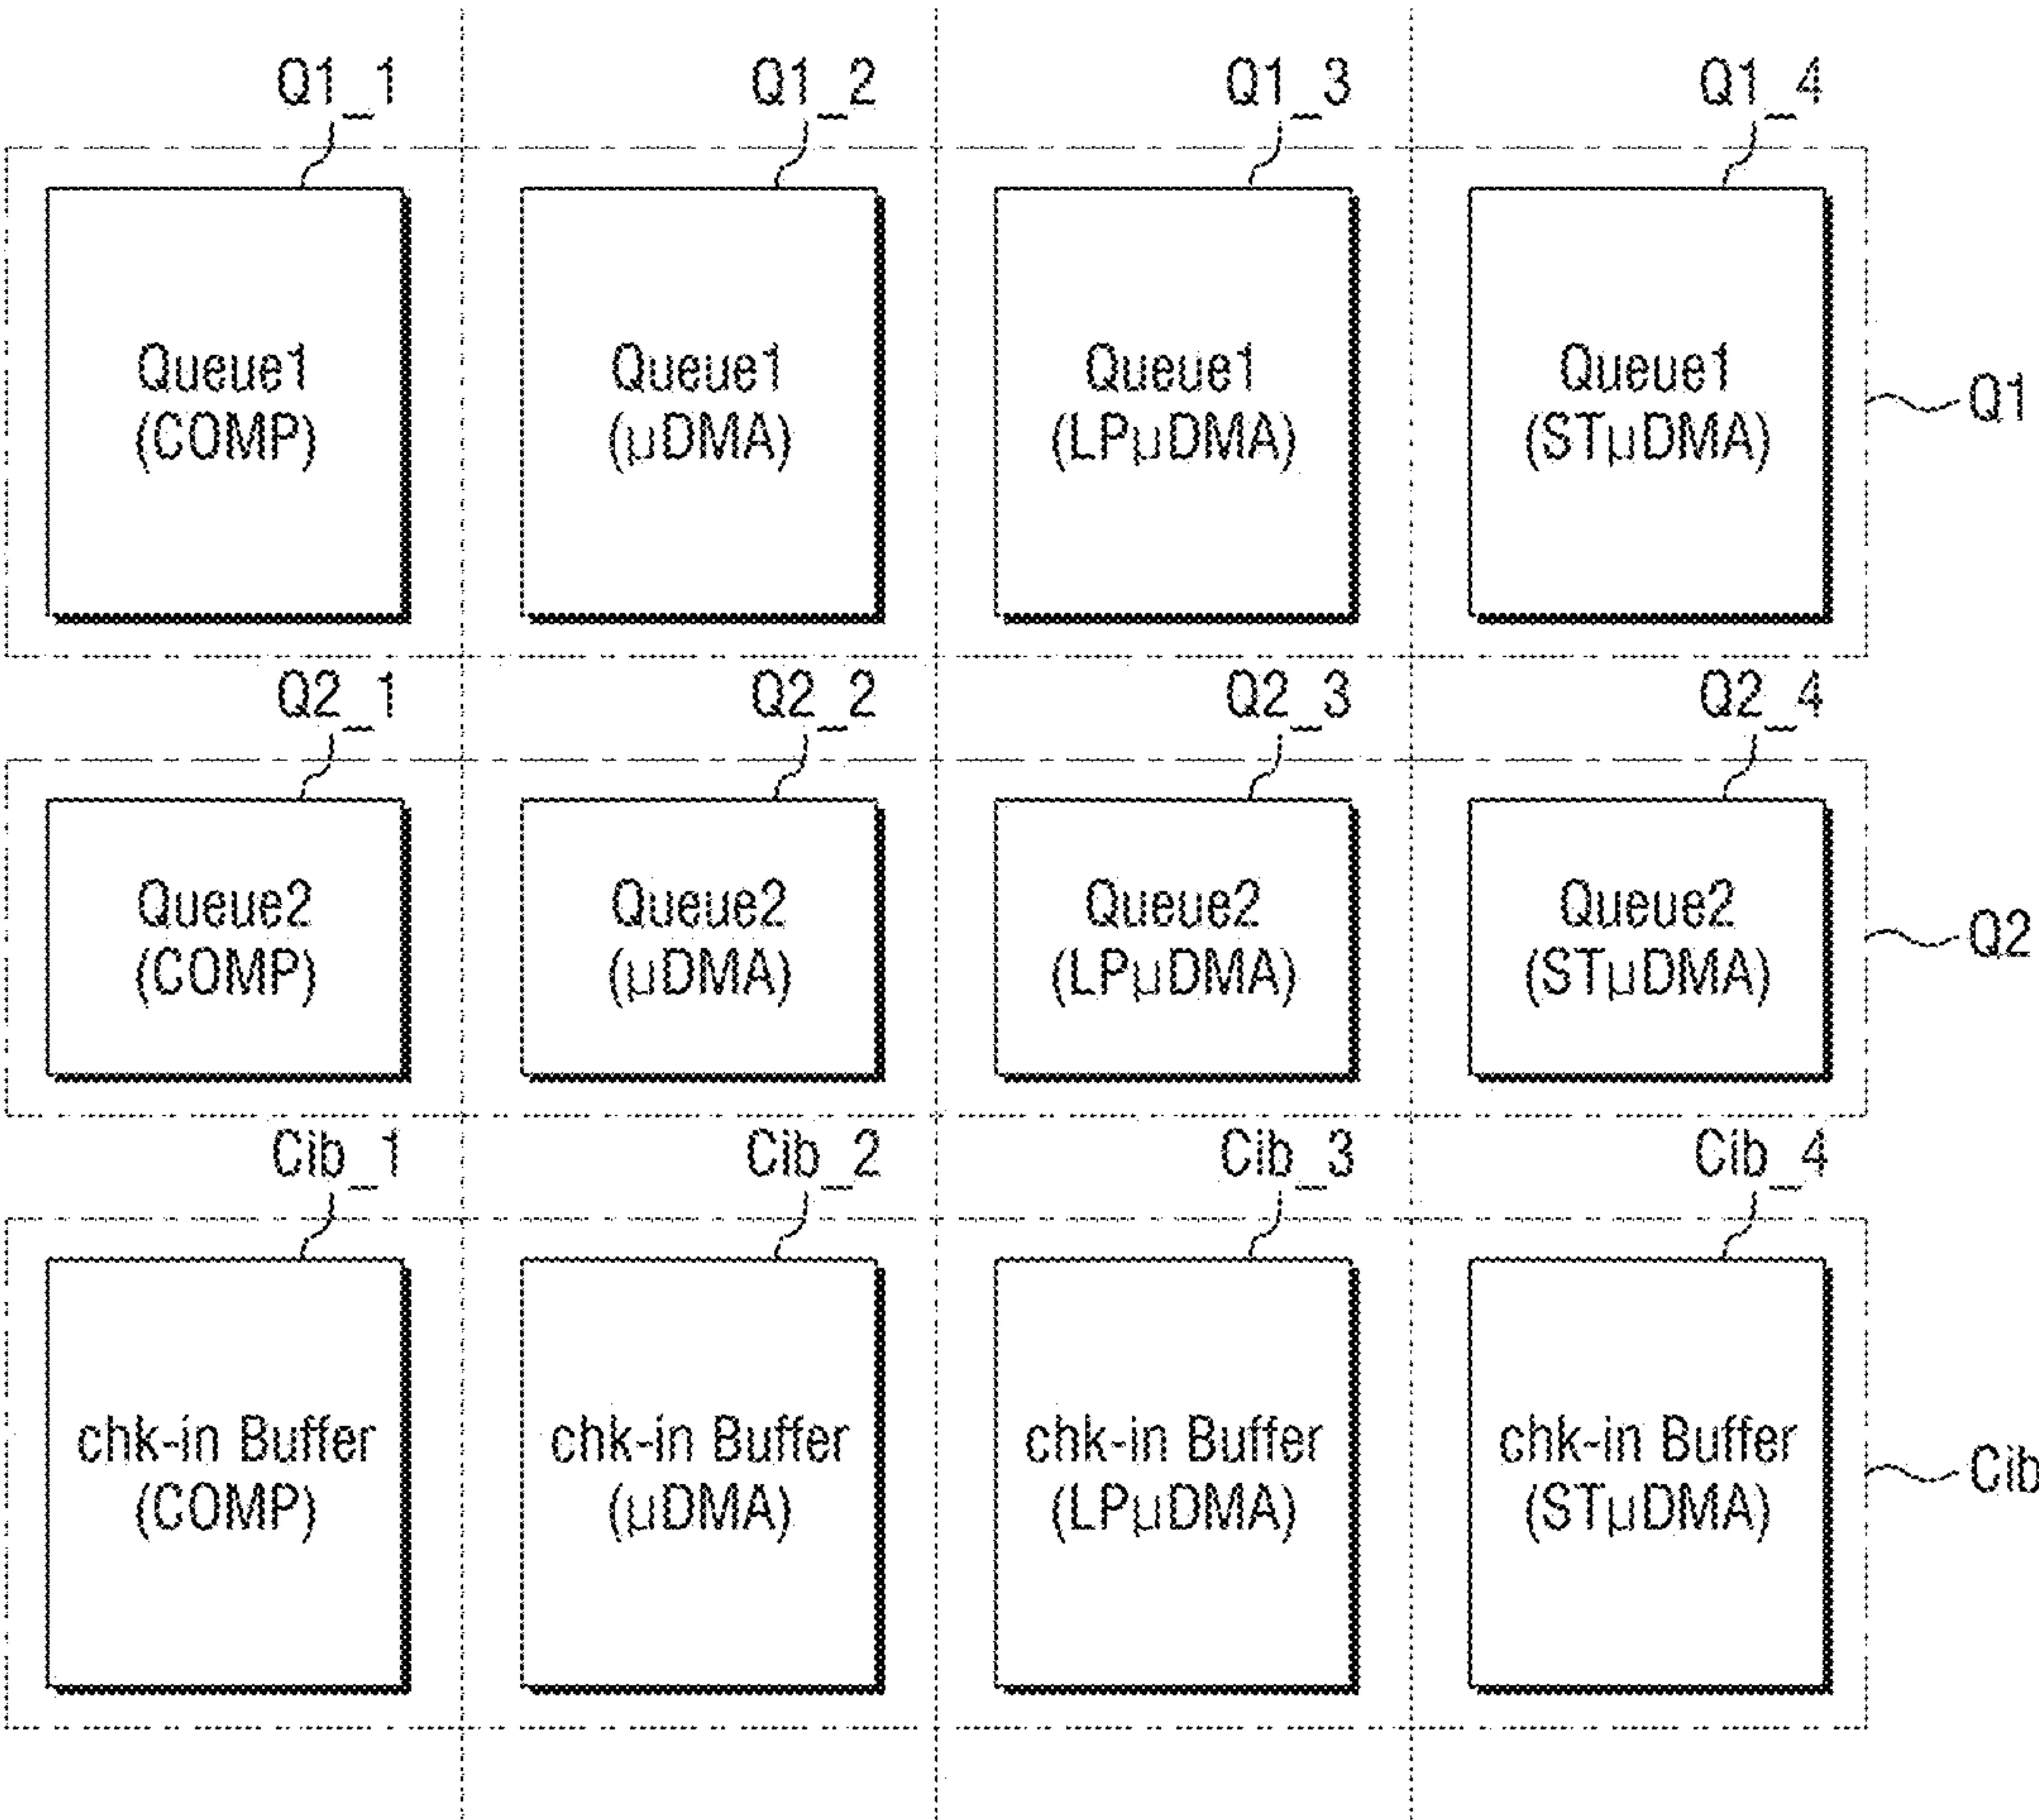 Q1_1 Q1_2 Q1_3 Q1_4
Queue1 Queue1 Queue1 Queue1
(COMP) (μDMA) (LPμDMA) (STμDMA)
Q1
Q2_1 Q2_2 Q2_3 Q2_4
Queue2 Queue2 Queue2 Queue2
(COMP) (μDMA) (LPμDMA) (STμDMA)
Q2
Cib_1 Cib_2 Cib_3 Cib_4
chk-in Buffer chk-in Buffer chk-in Buffer chk-in Buffer
(COMP) (μDMA) (LPμDMA) (STμDMA)
Cib